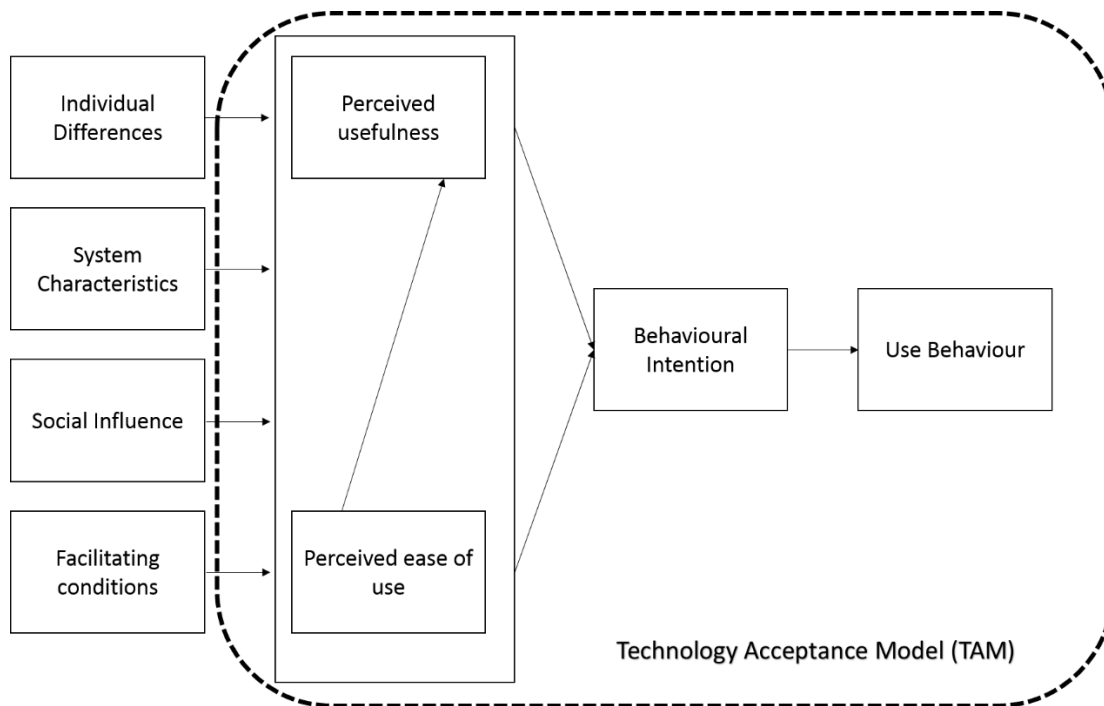 Individual
Differences
System
Characteristics
Social Influence
Facilitating
conditions
Perceived
usefulness
Perceived ease of
use
Behavioural
Intention
Use Behaviour
Technology Acceptance Model (TAM)